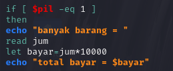 if [ $pil -eq 1 ]
then
echo "banyak barang = "
read jum
let bayar=jum*10000
echo "total bayar = $bayar"